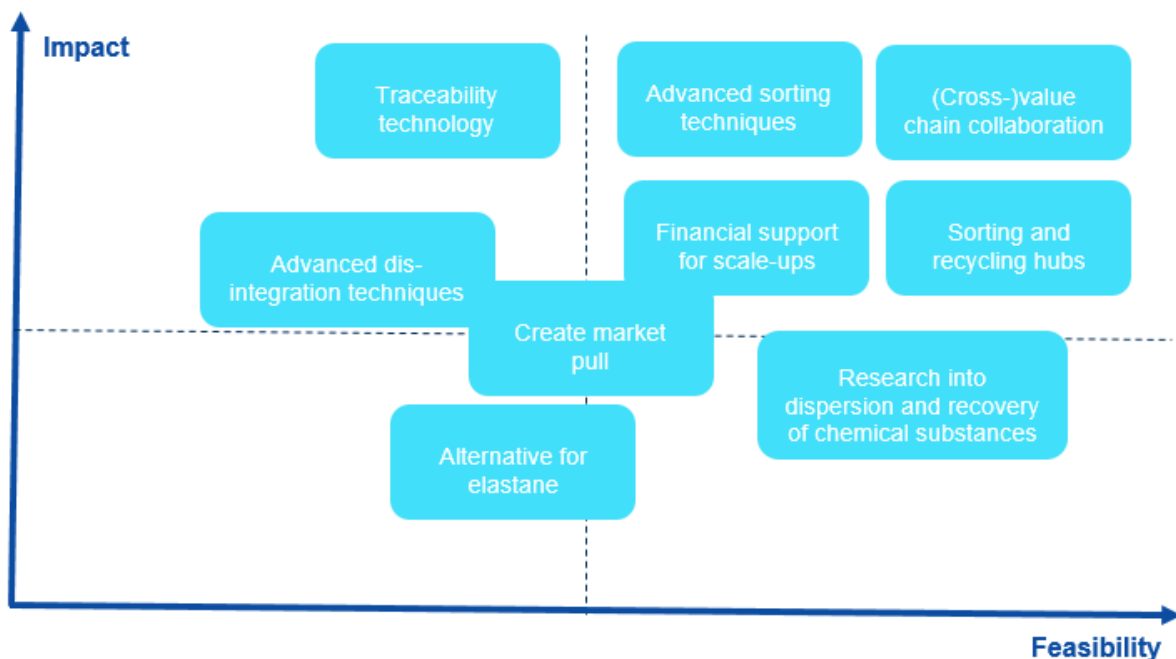 Impact
Traceability
technology
Advanced sorting
techniques
(Cross-)value
chain collaboration
Advanced dis-
integration techniques
Financial support
for scale-ups
Sorting and
recycling hubs
Create market
pull
Research into
dispersion and recovery
of chemical substances
Alternative for
elastane
Feasibility